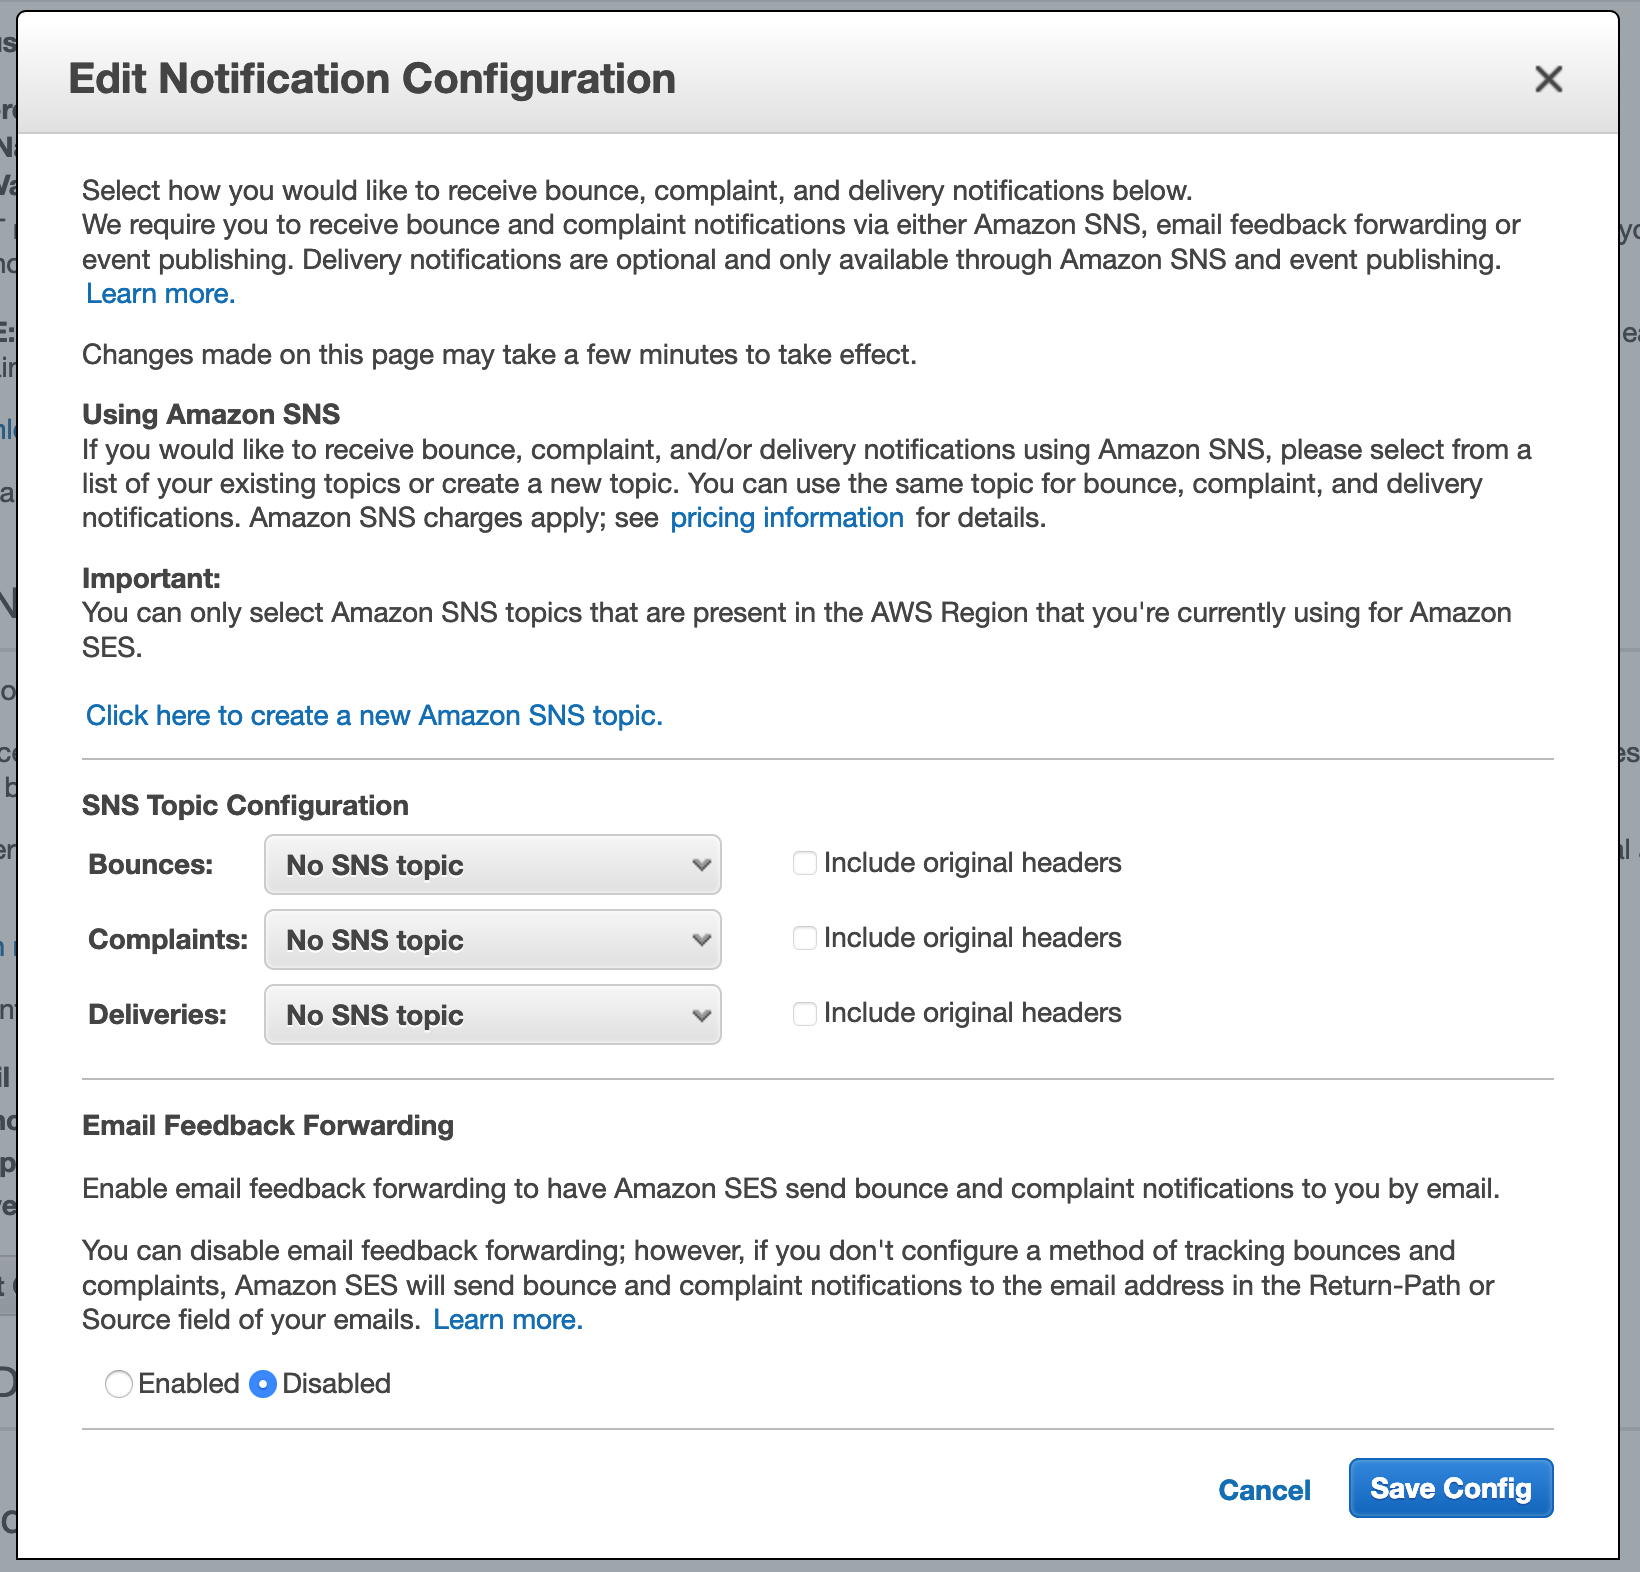 Edit Notification Configuration
Select how you would like to receive bounce, complaint, and delivery notifications below.
We require you to receive bounce and complaint notifications via either Amazon SNS, email feedback forwarding or
event publishing. Delivery notifications are optional and only available through Amazon SNS and event publishing.
Learn more.
Changes made on this page may take a few minutes to take effect.
Using Amazon SNS
If you would like to receive bounce, complaint, and/or delivery notifications using Amazon SNS, please select from a
list of your existing topics or create a new topic. You can use the same topic for bounce, complaint, and delivery
notifications. Amazon SNS charges apply; see pricing information for details.
Important:
You can only select Amazon SNS topics that are present in the AWS Region that you're currently using for Amazon
SES.
Click here to create a new Amazon SNS topic.
SNS Topic Configuration
Bounces: No SNS topic Include original headers
Complaints: No SNS topic Include original headers
Deliveries: No SNS topic Include original headers
Email Feedback Forwarding
Enable email feedback forwarding to have Amazon SES send bounce and complaint notifications to you by email.
You can disable email feedback forwarding; however, if you don't configure a method of tracking bounces and
complaints, Amazon SES will send bounce and complaint notifications to the email address in the Return-Path or
Source field of your emails. Learn more.
Enabled Disabled
Cancel Save Config